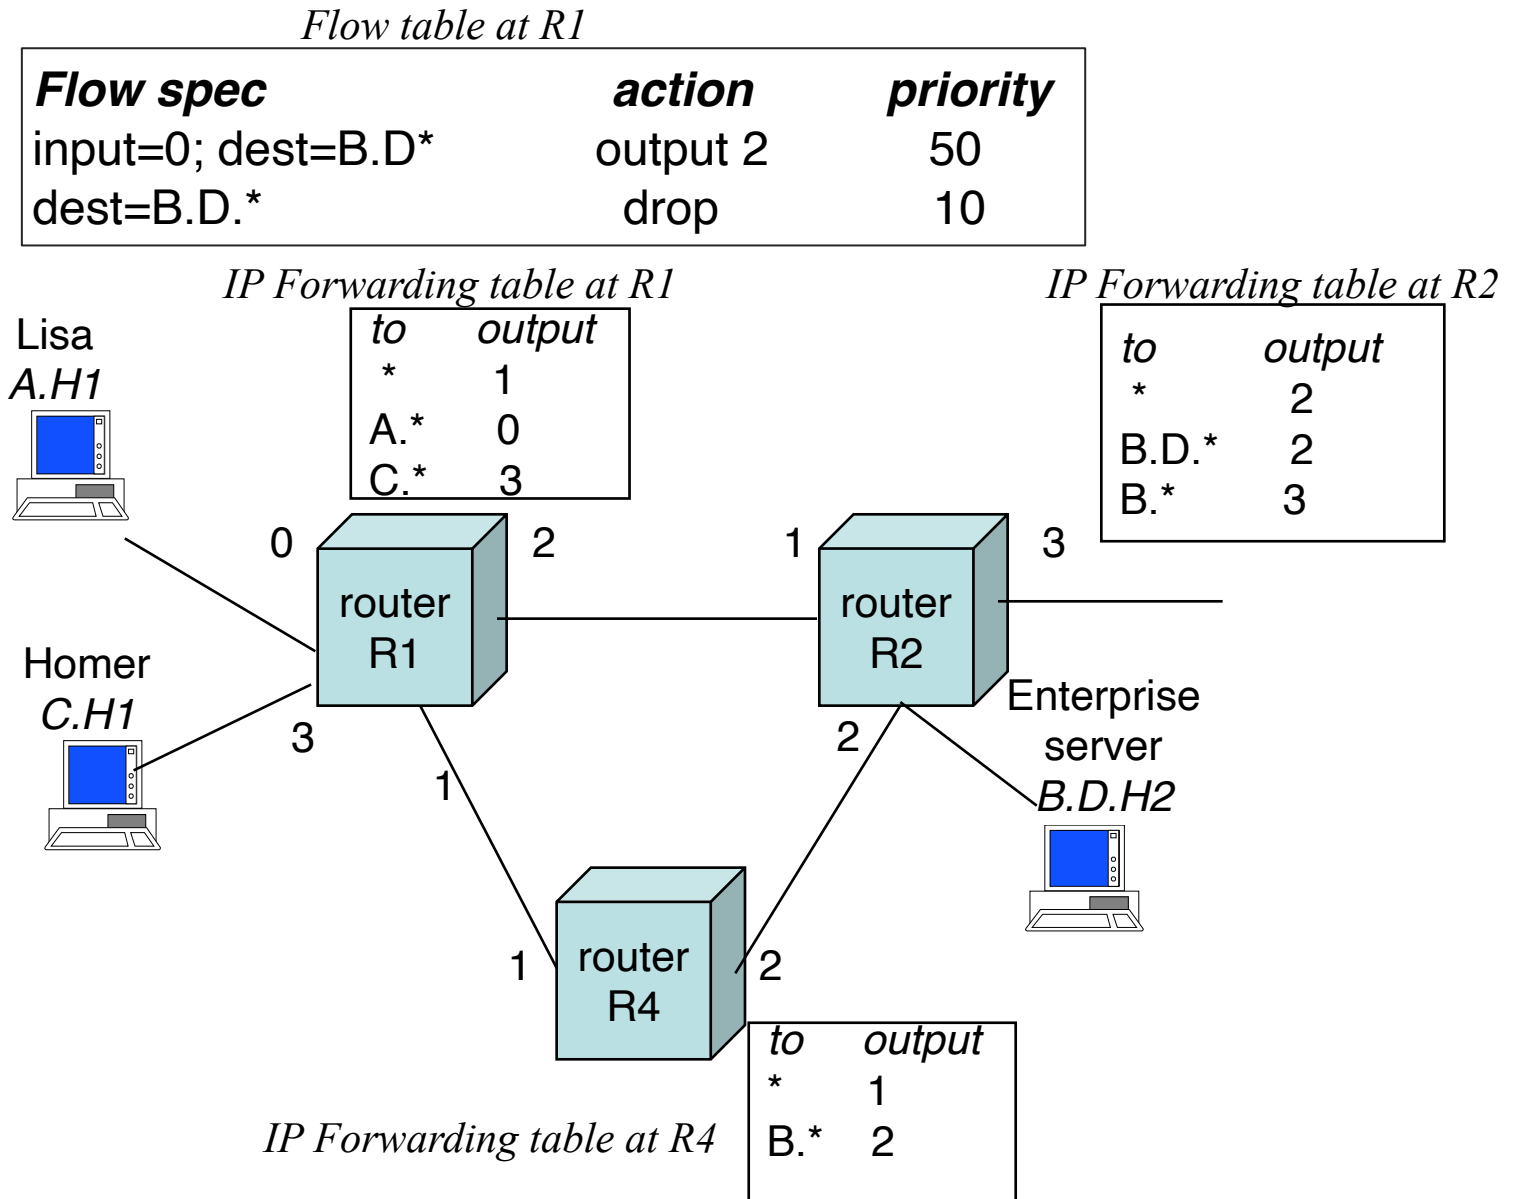 Flow table at R1
Flow spec action priority
input=0; dest=B.D* output 2 50
dest=B.D.* drop 10
IP Forwarding table at R1
to output
* 1
A.* 0
C.* 3
IP Forwarding table at R2
to output
* 2
B.D.* 2
B.* 3
Lisa
A.H1
0
2
1
3
router
R1
router
R2
Homer
C.H1
3
1
2
Enterprise
server
B.D.H2
1
router
R4
2
to output
* 1
B.* 2
IP Forwarding table at R4